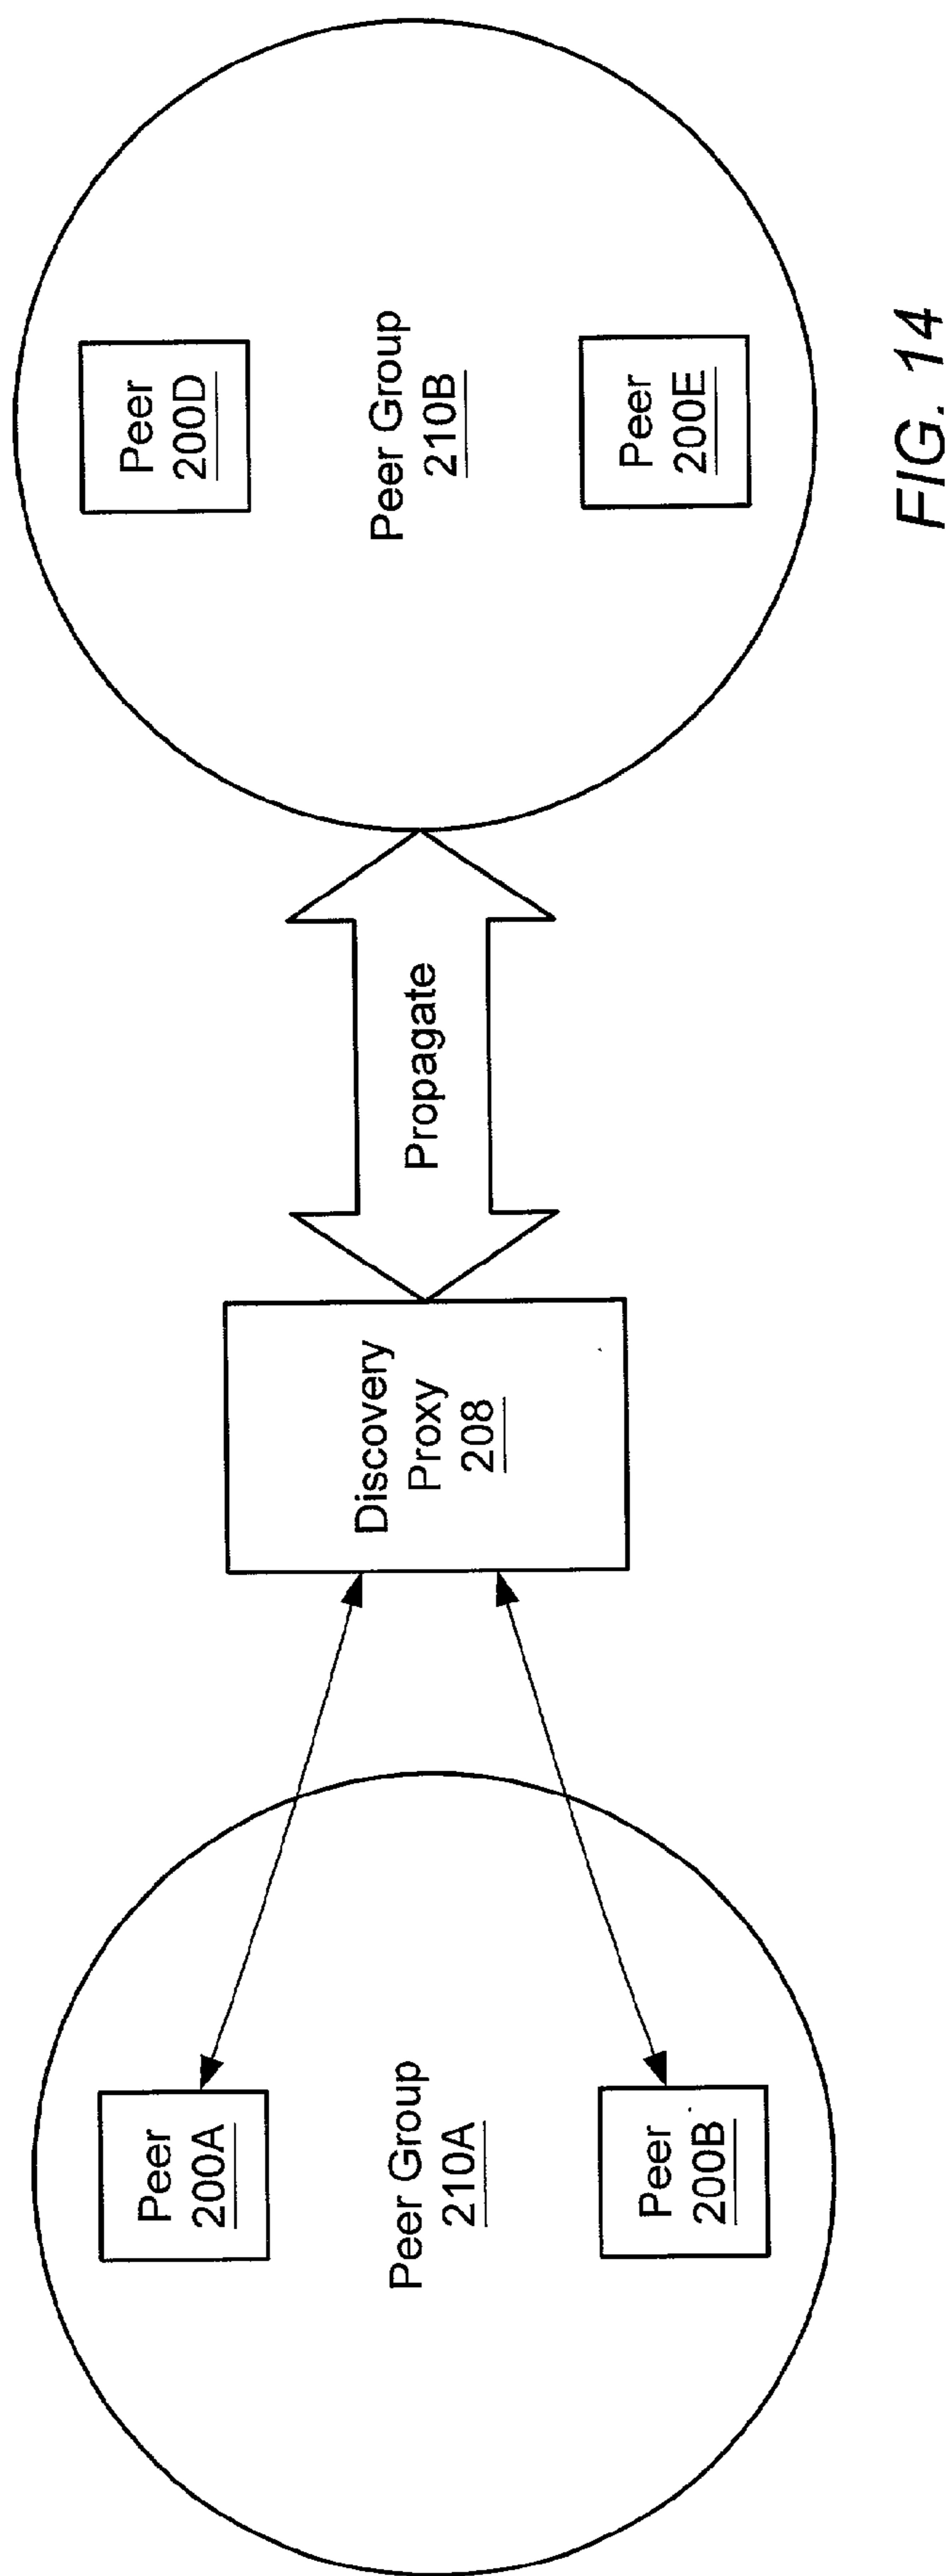 Peer
200A
Peer Group
210A
Peer
200B
Discovery
Proxy
208
Propagate
Peer
200D
Peer Group
210B
Peer
200E
FIG. 14